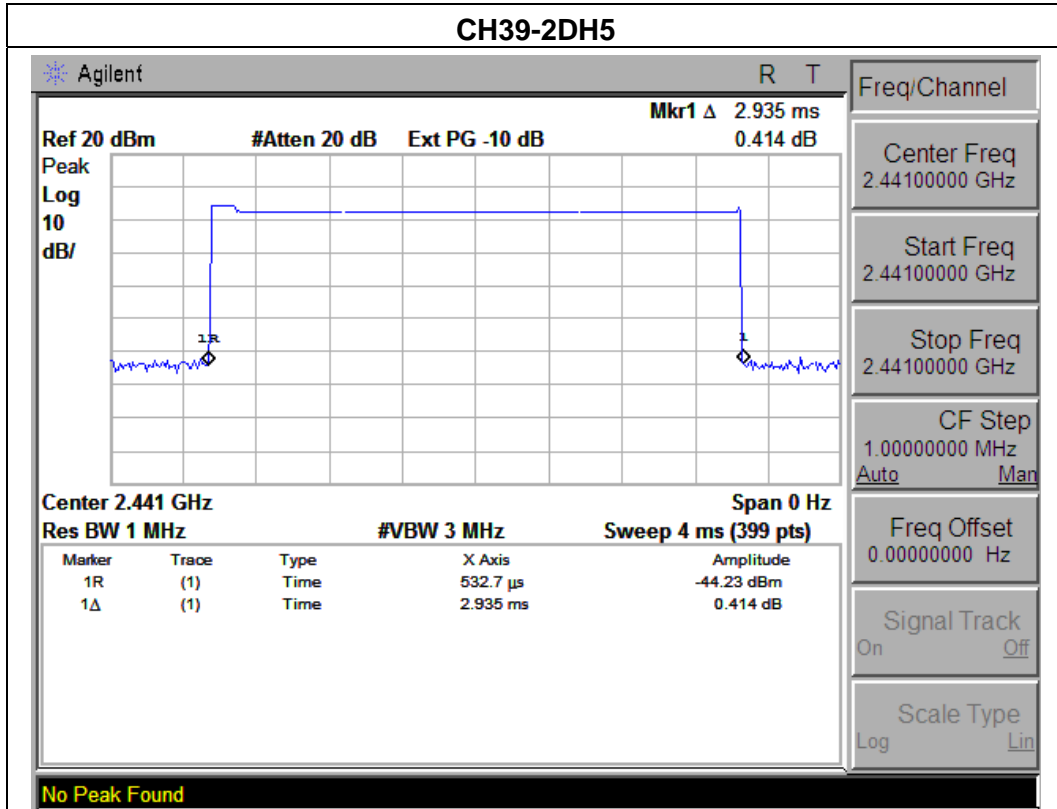 CH39-2DH5
Agilent R T
Mkr1 Δ 2.935 ms
Ref 20 dBm #Atten 20 dB Ext PG -10 dB 0.414 dB
Peak
Log
10
dB/
1R
1
Center 2.441 GHz Span 0 Hz
Res BW 1 MHz #VBW 3 MHz Sweep 4 ms (399 pts)
Marker Trace Type X Axis Amplitude
1R (1) Time 532.7 µs -44.23 dBm
1Δ (1) Time 2.935 ms 0.414 dB
Freq/Channel
Center Freq
2.44100000 GHz
Start Freq
2.44100000 GHz
Stop Freq
2.44100000 GHz
CF Step
1.00000000 MHz
Auto Man
Freq Offset
0.00000000 Hz
Signal Track
On Off
Scale Type
Log Lin
No Peak Found